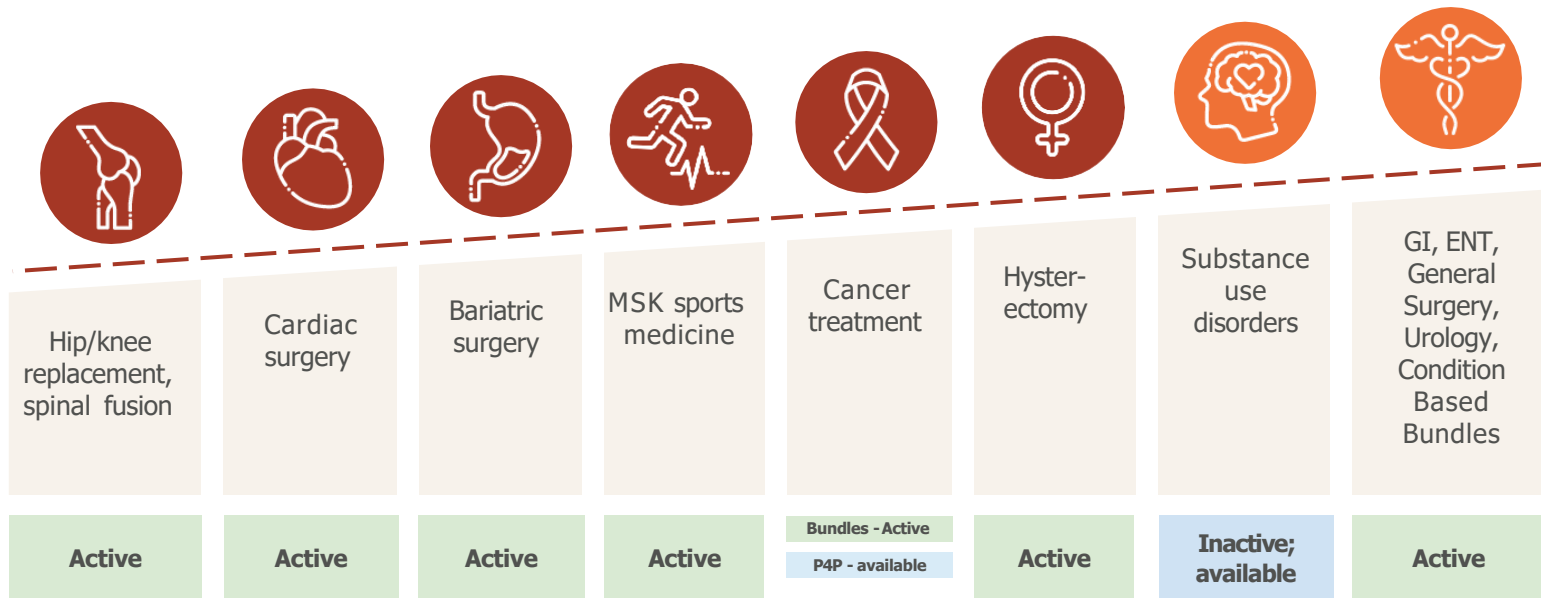 Hip/knee
replacement,
spinal fusion
Cardiac
surgery
Bariatric
surgery
MSK sports
medicine
Cancer
treatment
Hyster-
ectomy
Substance
use
disorders
GI, ENT,
General
Surgery,
Urology,
Condition
Based
Bundles
Active
Active
Active
Active
Bundles - Active
P4P - available
Active
Inactive;
available
Active